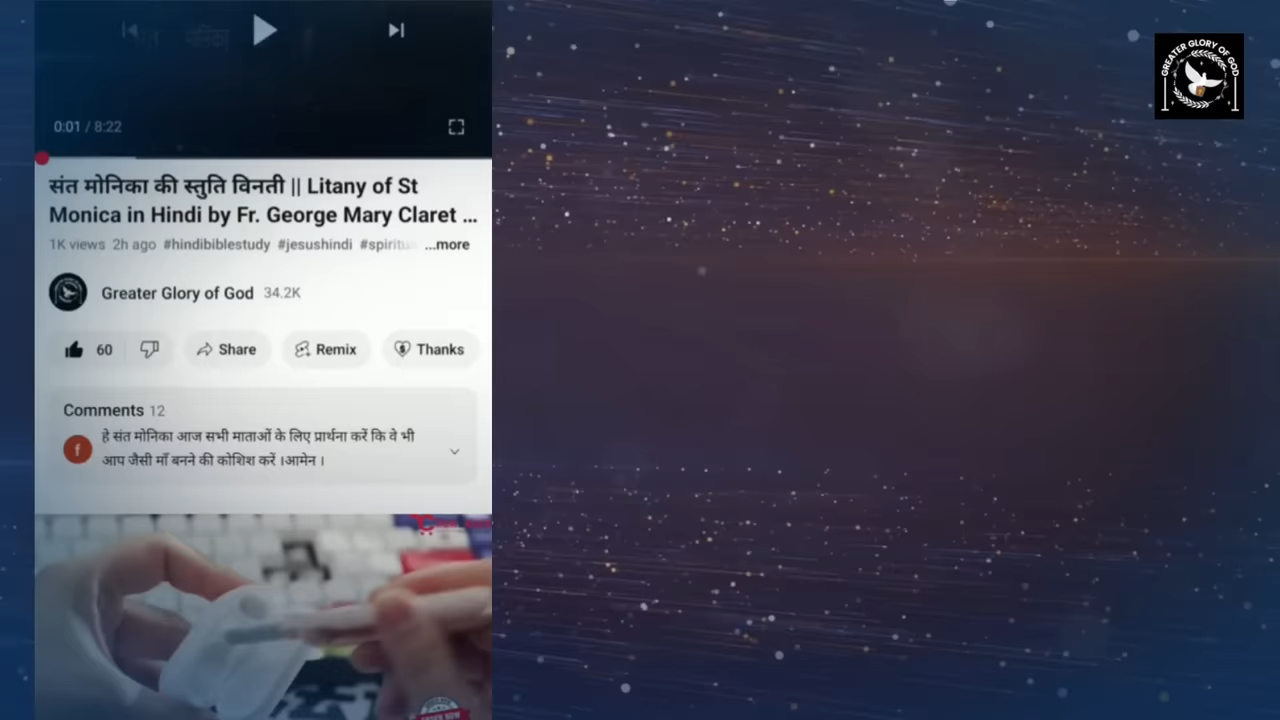 GREATER GLORY OF GOD
0:01 / 8:22
संत मोनिका की स्तुति विनती || Litany of St
Monica in Hindi by Fr. George Mary Claret ...
1K views 2h ago #hindibiblestudy #jesushindi #spiritu ...more
Greater Glory of God 34.2K
60 Share Remix Thanks
Comments 12
f
हे संत मोनिका आज सभी माताओं के लिए प्रार्थना करें कि वे भी
आप जैसी माँ बनने की कोशिश करें ।आमेन ।